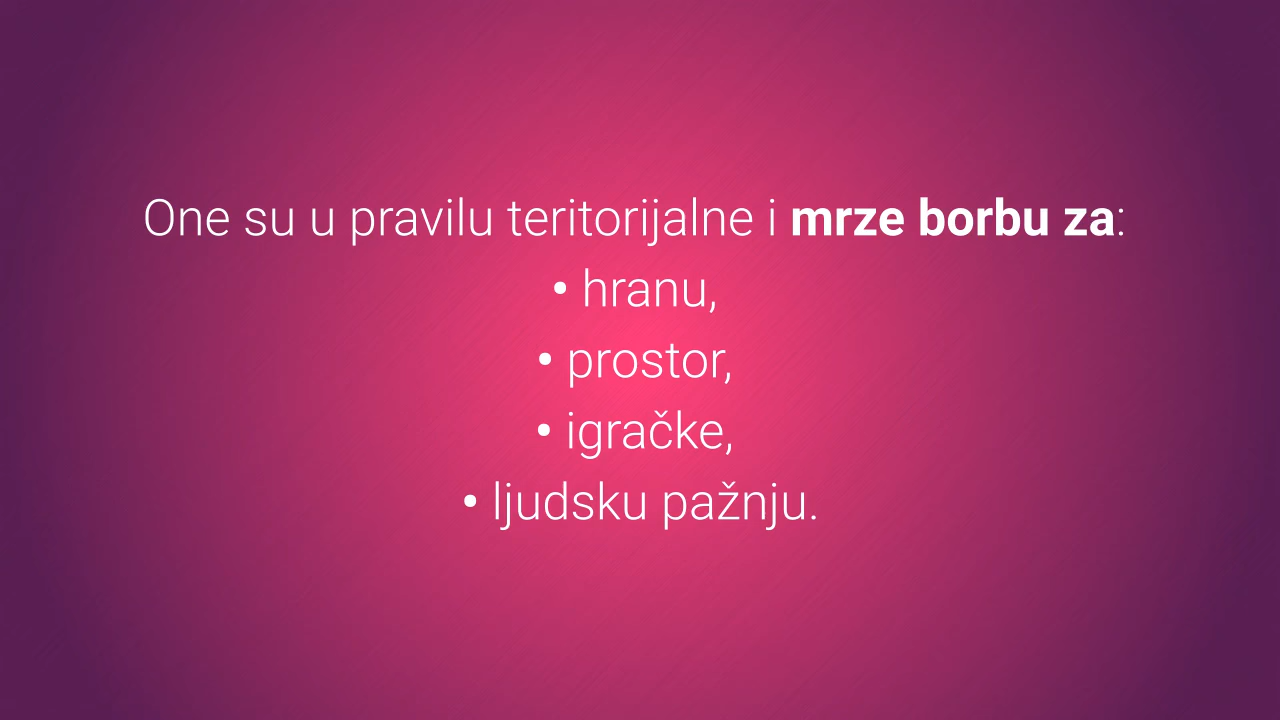 One su u pravilu teritorijalne i mrze borbu za:
• hranu,
• prostor,
• igračke,
• ljudsku pažnju.